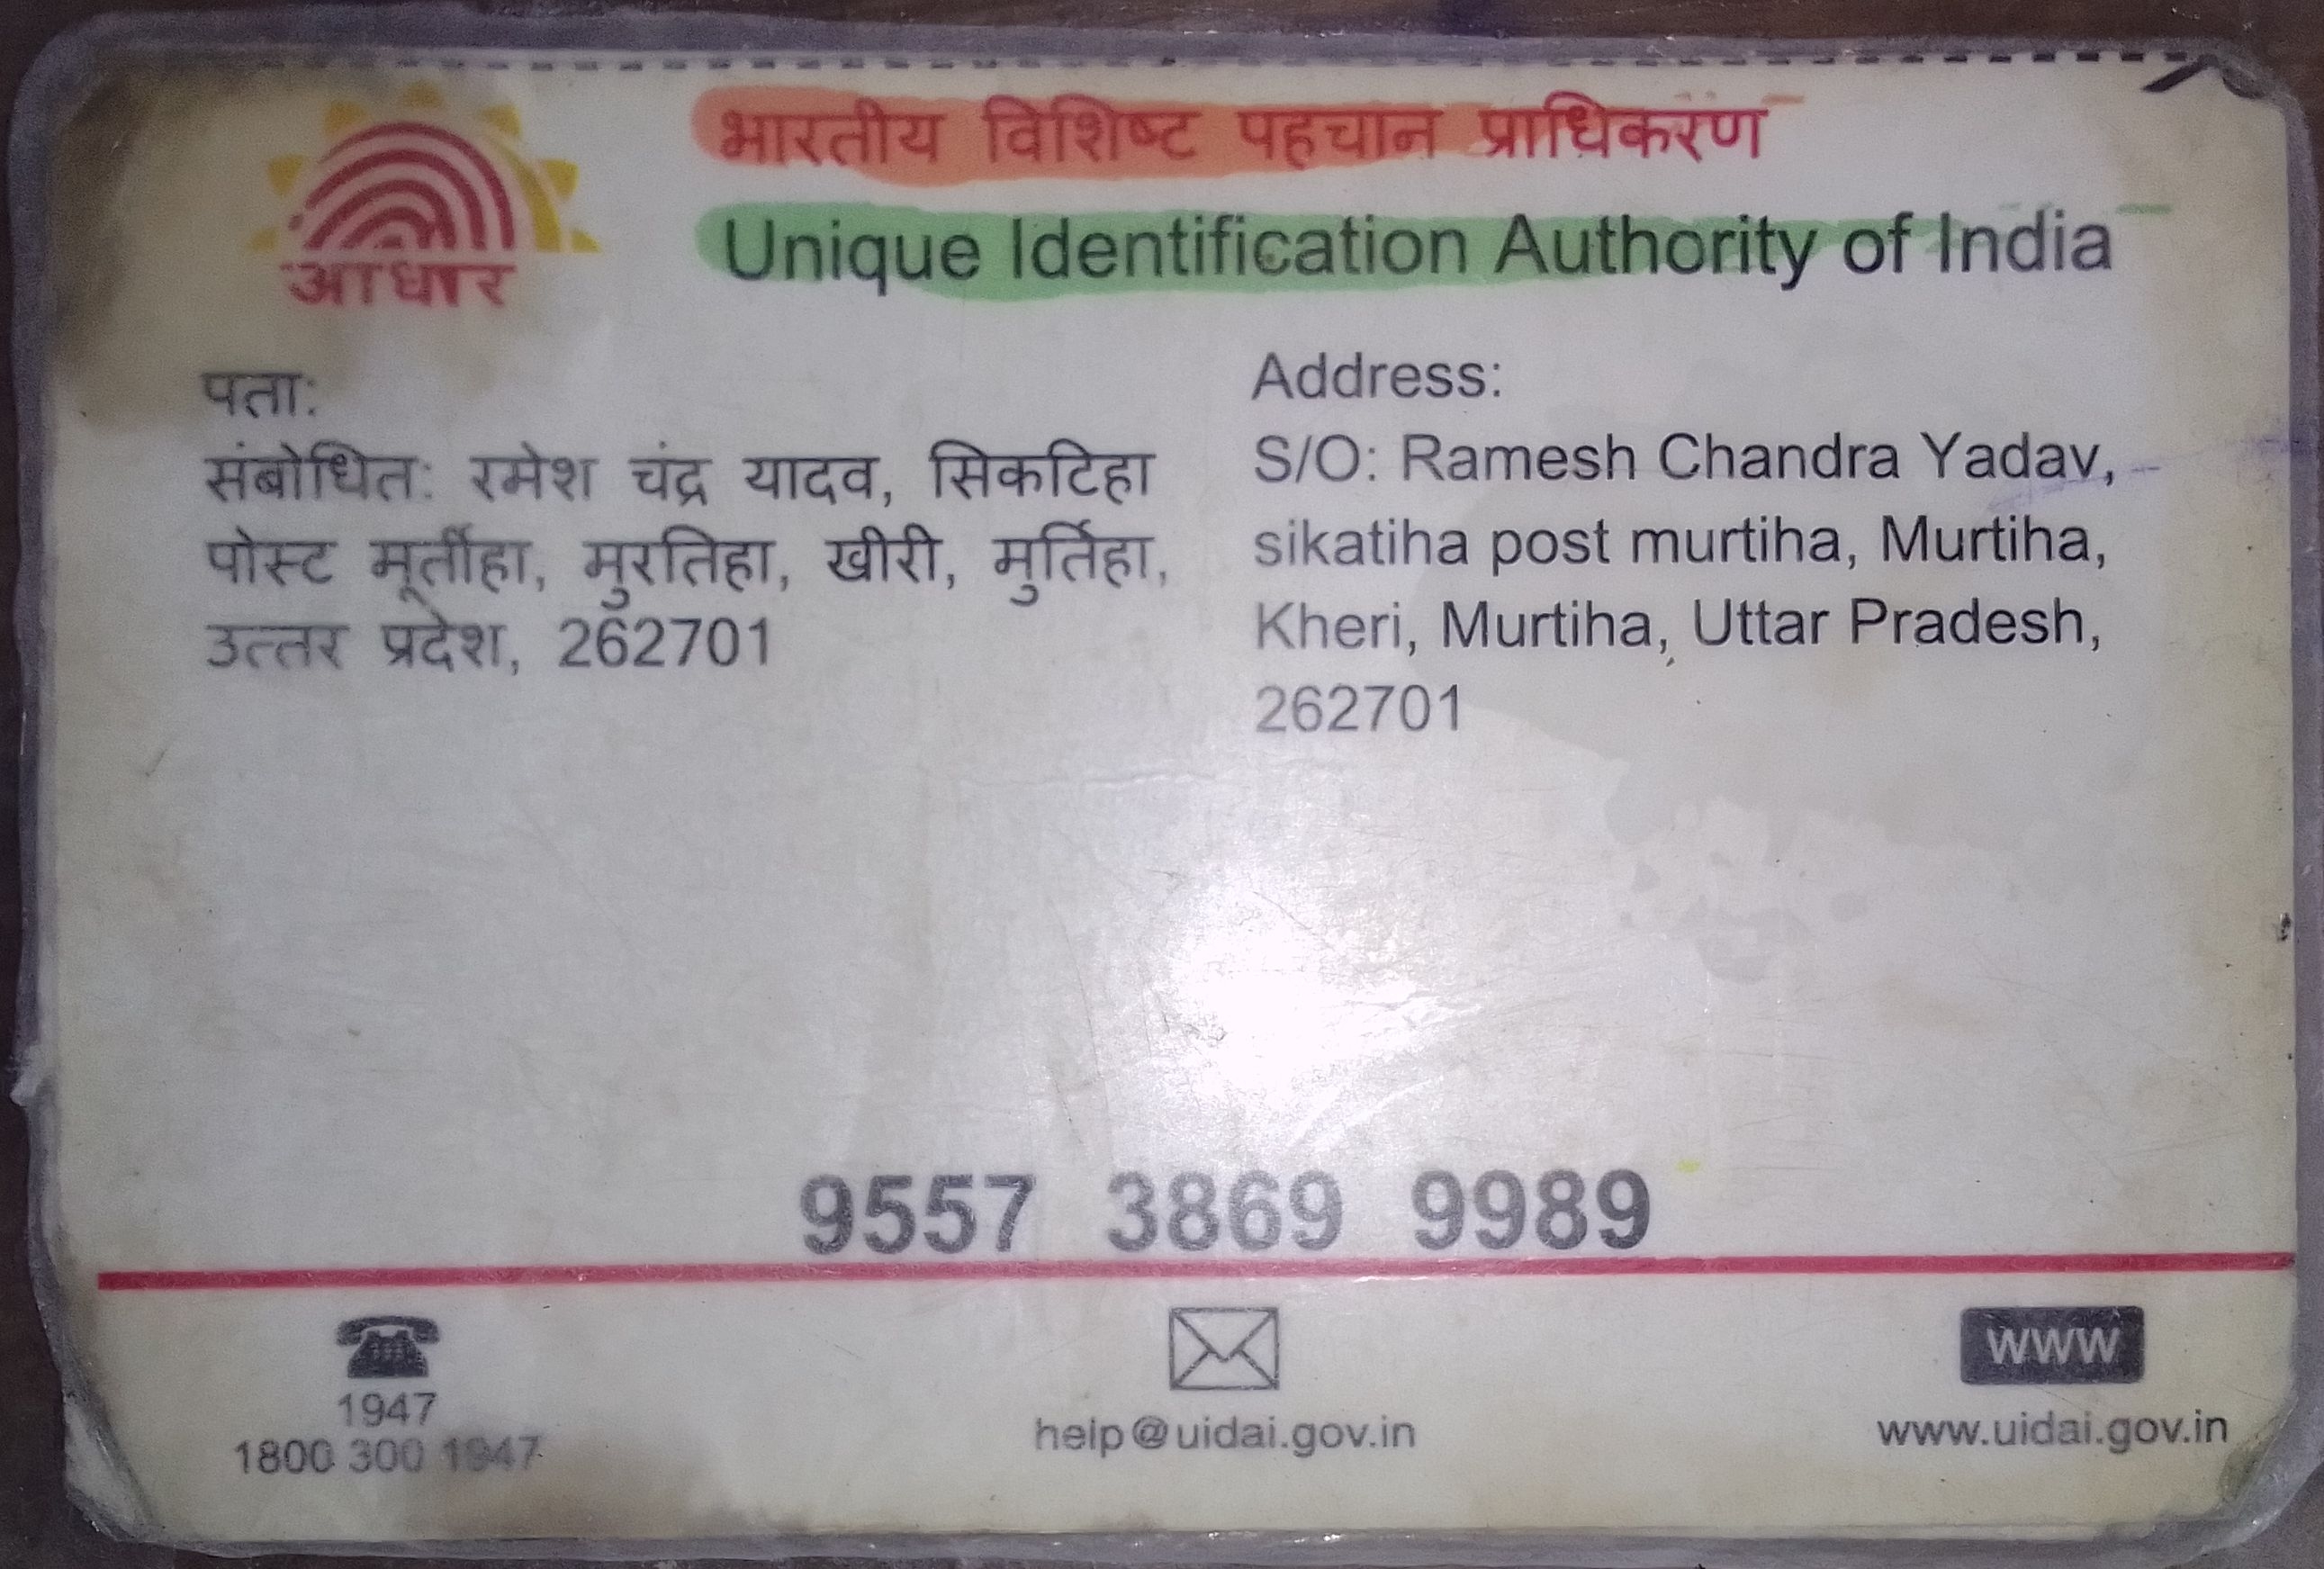 आधार
भारतीय विशिष्ट पहचान प्राधिकरण
Unique Identification Authority of India
पता:
संबोधित: रमेश चंद्र यादव, सिकटिहा
पोस्ट मूर्तीहा, मुरतिहा, खीरी, मुर्तिहा,
उत्तर प्रदेश, 262701
Address:
S/O: Ramesh Chandra Yadav,
sikatiha post murtiha, Murtiha,
Kheri, Murtiha, Uttar Pradesh,
262701
9557 3869 9989
1947
1800 300 1947
help@uidai.gov.in
www
www.uidai.gov.in